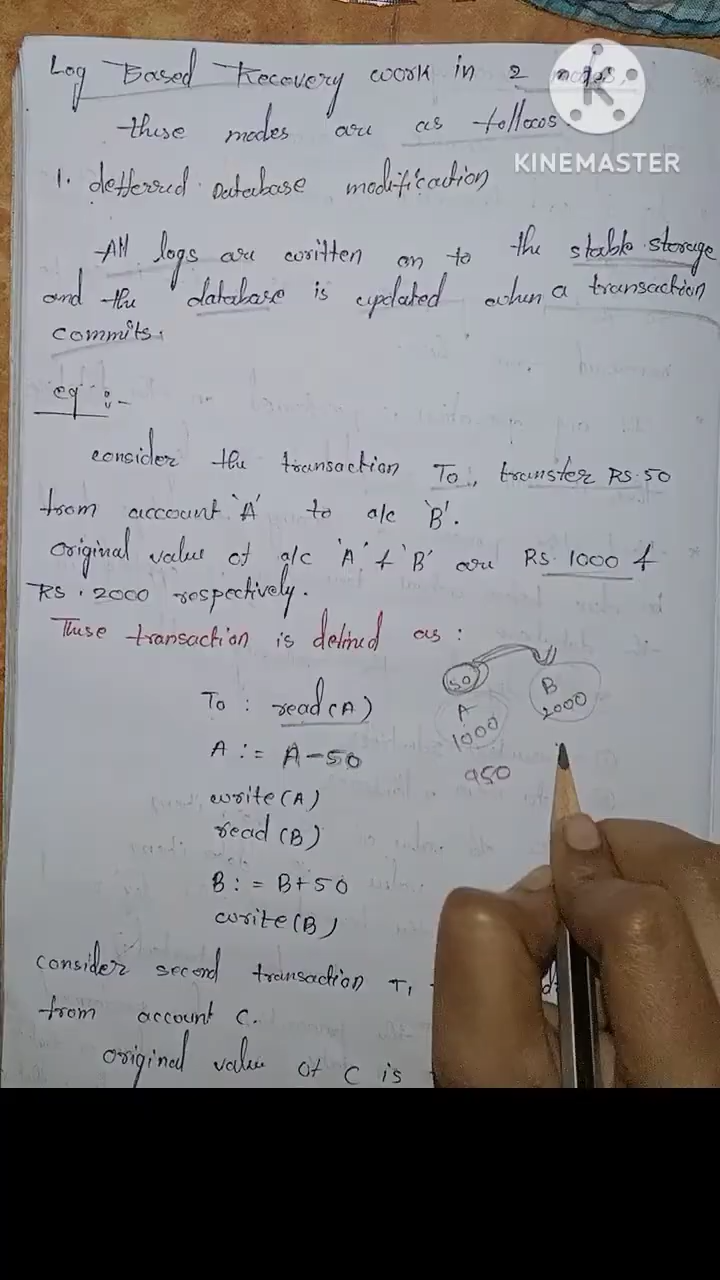 Log Based Recovery work in 2 modes,
KINEMASTER
these modes are as follows.
1. deferred Database modification
All logs are written on to the stable storage
and the database is updated when a transaction
commits.
eg :-
consider the transaction To, transfer RS.50
from account 'A' to a/c 'B'.
original value of a/c 'A' & 'B' are RS. 1000 &
RS. 2000 respectively.
These transaction is defined as :
To : read(A)
50
B
2000
A
1000
A := A-50
950
write(A)
read (B)
B := B+50
write(B)
consider second transaction T1
from account C.
original value of C is